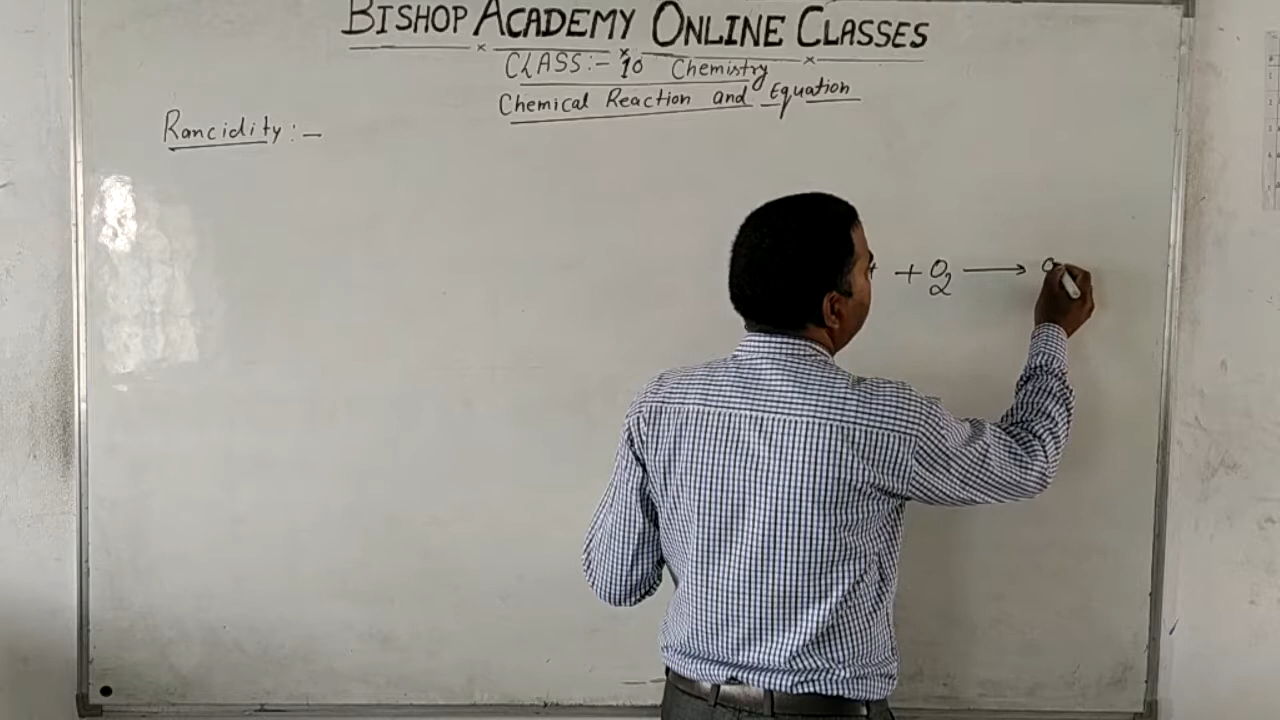 BISHOP ACADEMY ONLINE CLASSES
CLASS:- 10 Chemistry
Chemical Reaction and Equation
Rancidity:-
+ O2 ⟶